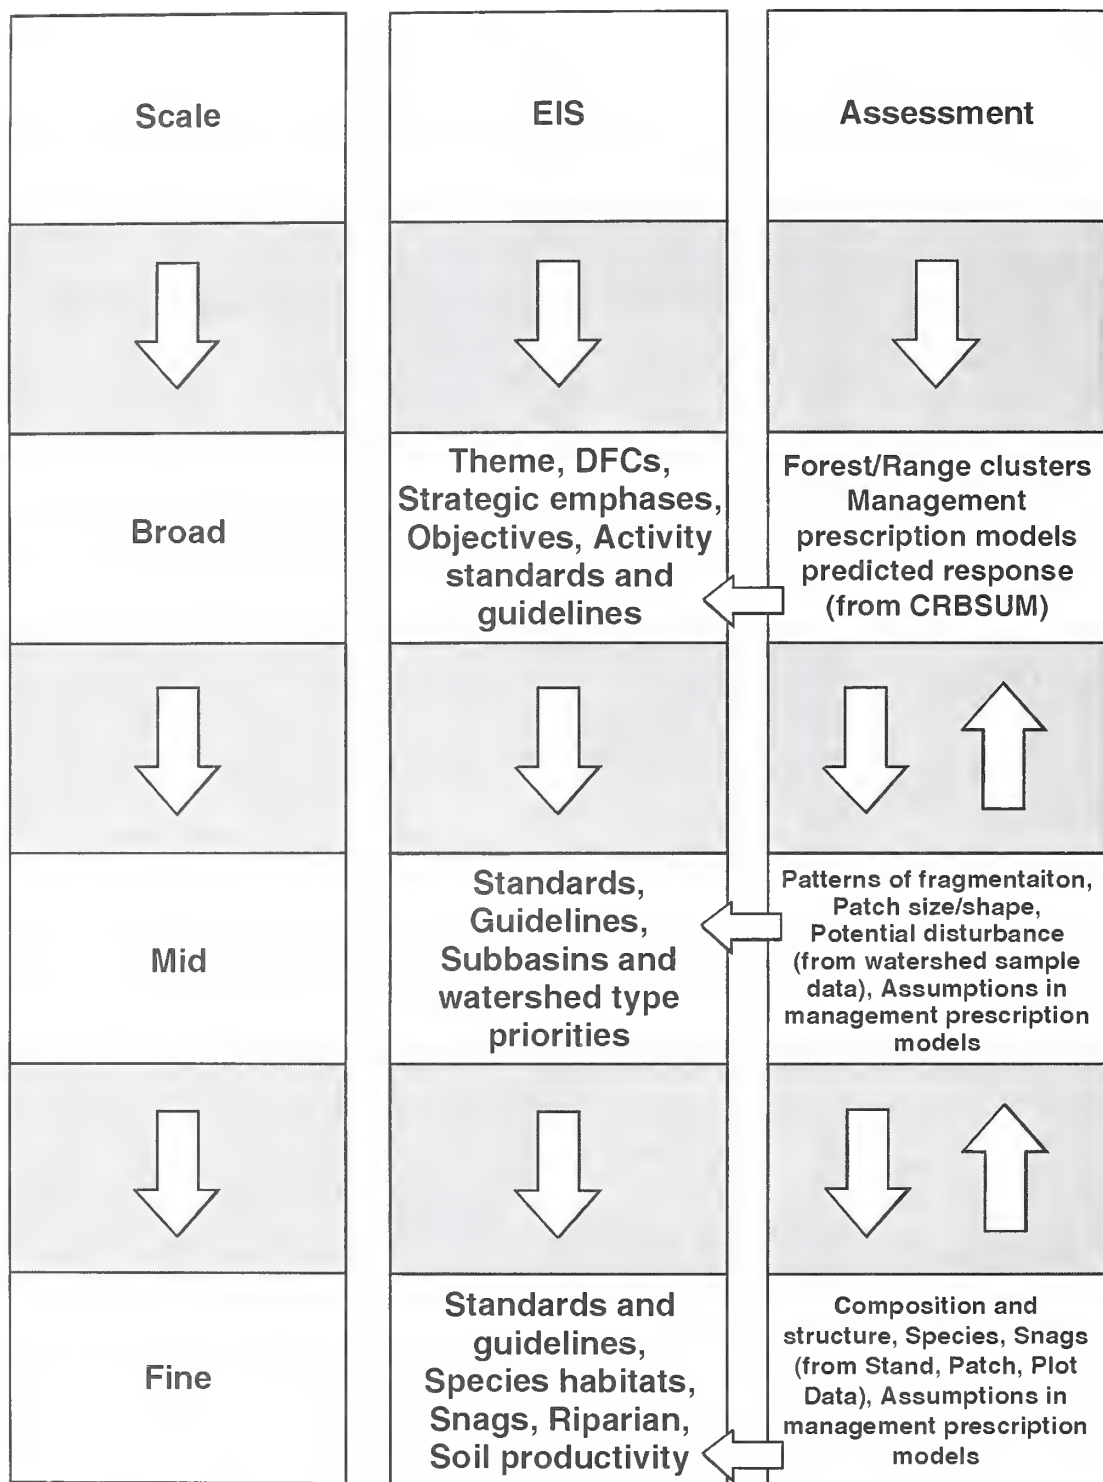 Scale
EIS
Assessment
Broad
Theme, DFCs,
Strategic emphases,
Objectives, Activity
standards and
guidelines
Forest/Range clusters
Management
prescription models
predicted response
(from CRBSUM)
Mid
Standards,
Guidelines,
Subbasins and
watershed type
priorities
Patterns of fragmentaiton,
Patch size/shape,
Potential disturbance
(from watershed sample
data), Assumptions in
management prescription
models
Fine
Standards and
guidelines,
Species habitats,
Snags, Riparian,
Soil productivity
Composition and
structure, Species, Snags
(from Stand, Patch, Plot
Data), Assumptions in
management prescription
models